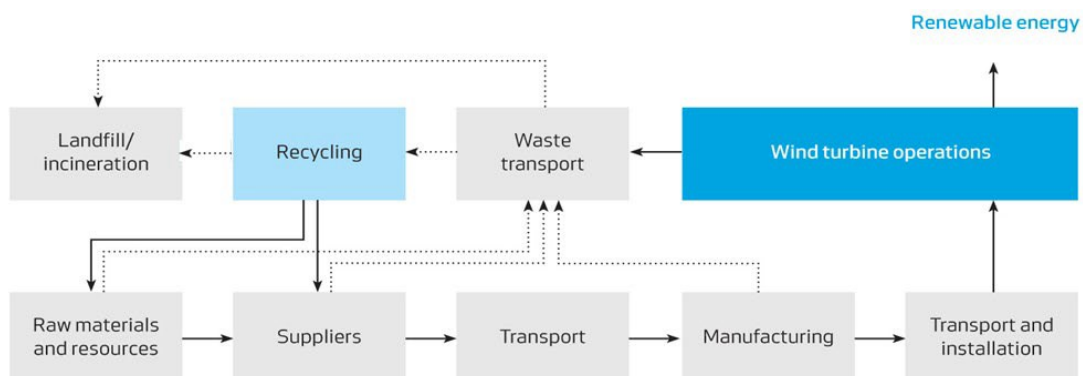 Renewable energy
Landfill/
incineration
Recycling
Waste
transport
Wind turbine operations
Raw materials
and resources
Suppliers
Transport
Manufacturing
Transport and
installation